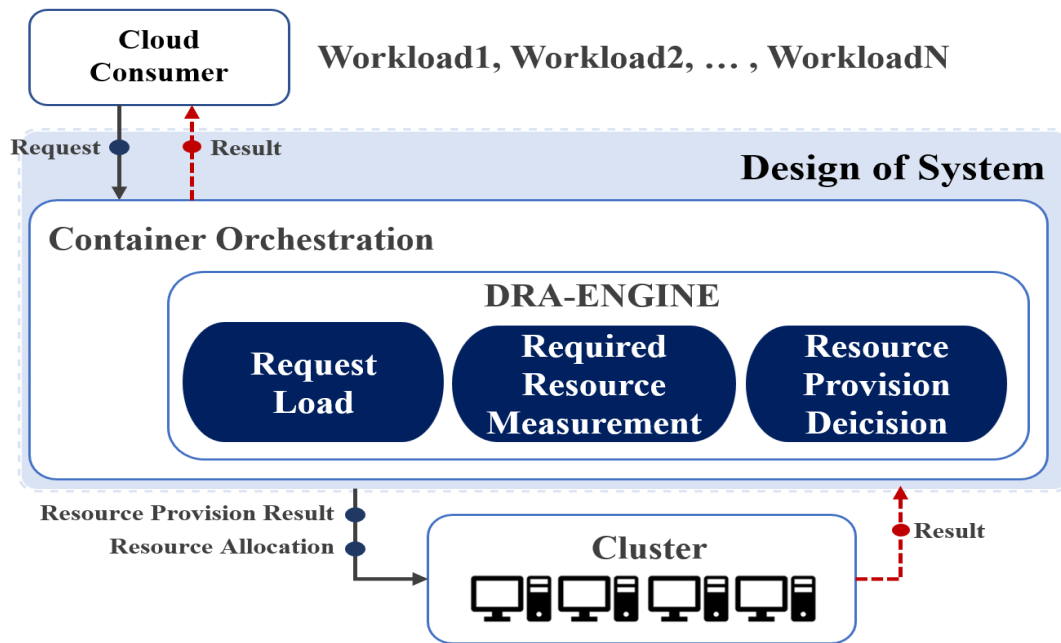 Cloud
Consumer
Workload1, Workload2, … , WorkloadN
Request
Result
Design of System
Container Orchestration
DRA-ENGINE
Request
Load
Required
Resource
Measurement
Resource
Provision
Deicision
Resource Provision Result
Resource Allocation
Cluster
Result